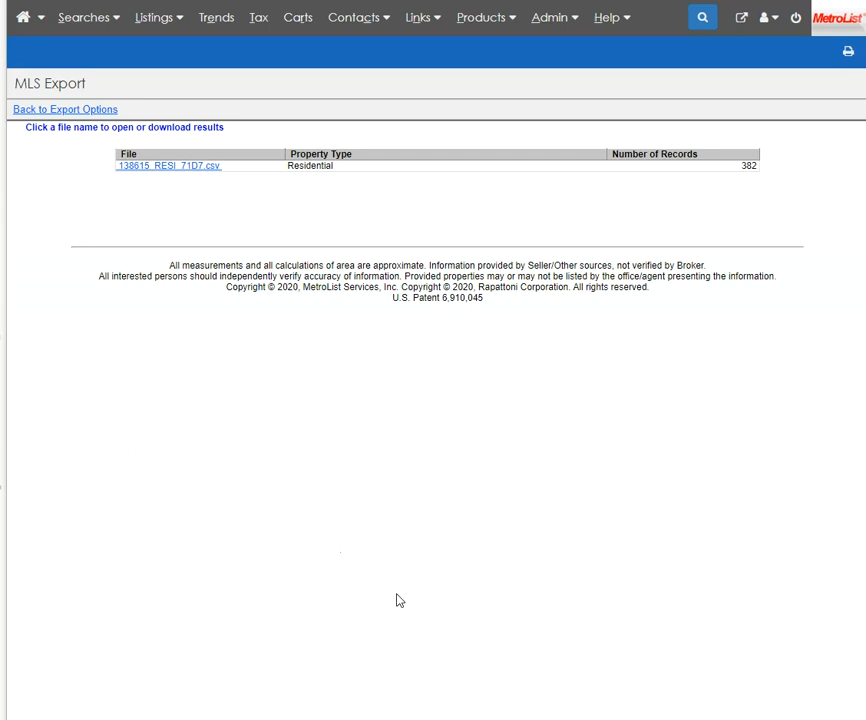 Searches Listings Trends Tax Carts Contacts Links Products Admin Help MetroList
MLS Export
Back to Export Options
Click a file name to open or download results
File Property Type Number of Records
138615_RESI_71D7.csv Residential 382
All measurements and all calculations of area are approximate. Information provided by Seller/Other sources, not verified by Broker.
All interested persons should independently verify accuracy of information. Provided properties may or may not be listed by the office/agent presenting the information.
Copyright © 2020, MetroList Services, Inc. Copyright © 2020, Rapattoni Corporation. All rights reserved.
U.S. Patent 6,910,045